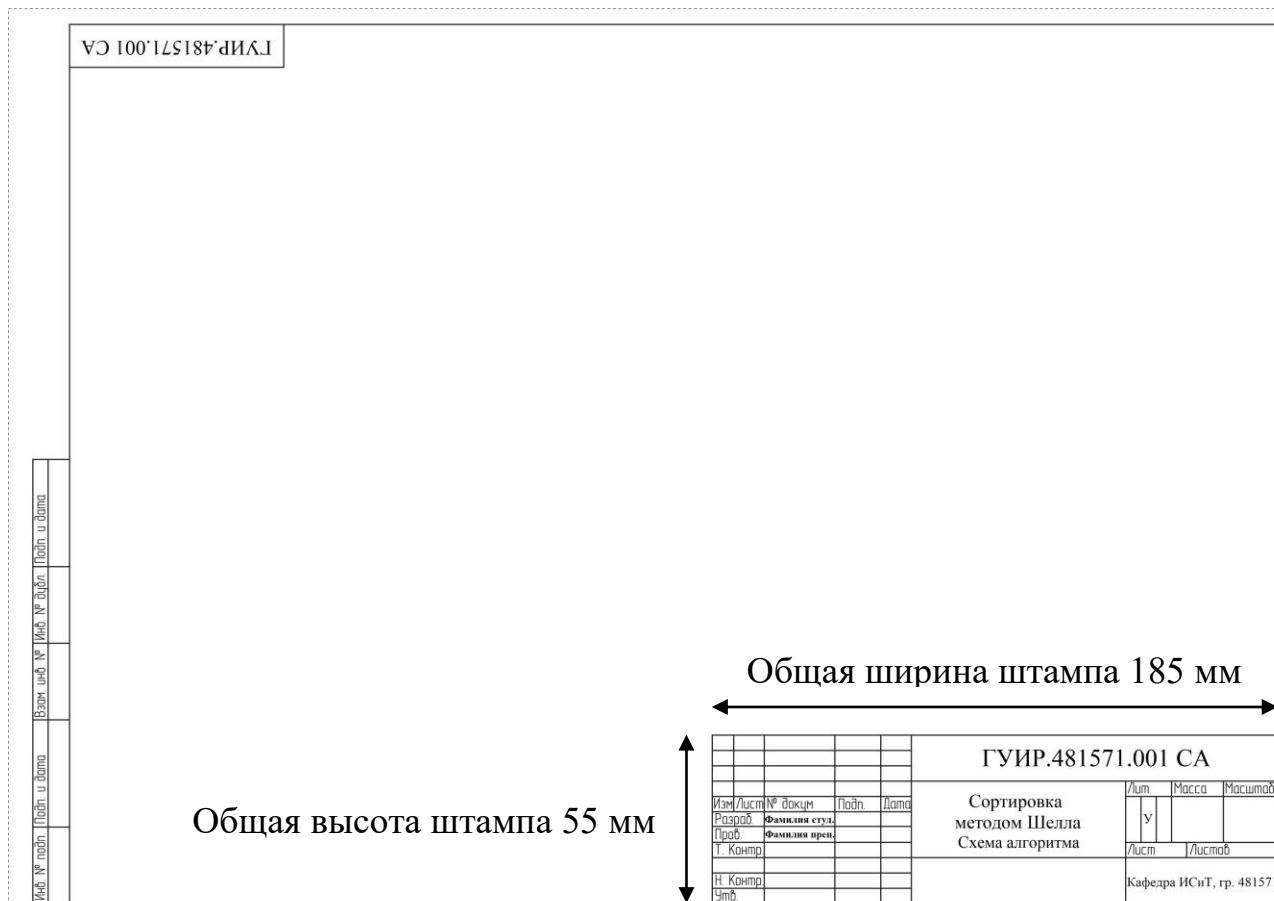 ГУИР.481571.001 СА
Подп. и дата
Инв. № дубл.
Взам. инв. №
Подп. и дата
Инв. № подл.
Общая ширина штампа 185 мм
Общая высота штампа 55 мм
ГУИР.481571.001 СА
Изм Лист № докум Подп. Дата
Разраб. Фамилия студ.
Пров. Фамилия преп.
Т. Контр.
Н. Контр.
Утв.
Сортировка
методом Шелла
Схема алгоритма
Лит. Масса Масштаб
У
Лист Листов
Кафедра ИСиТ, гр. 48157